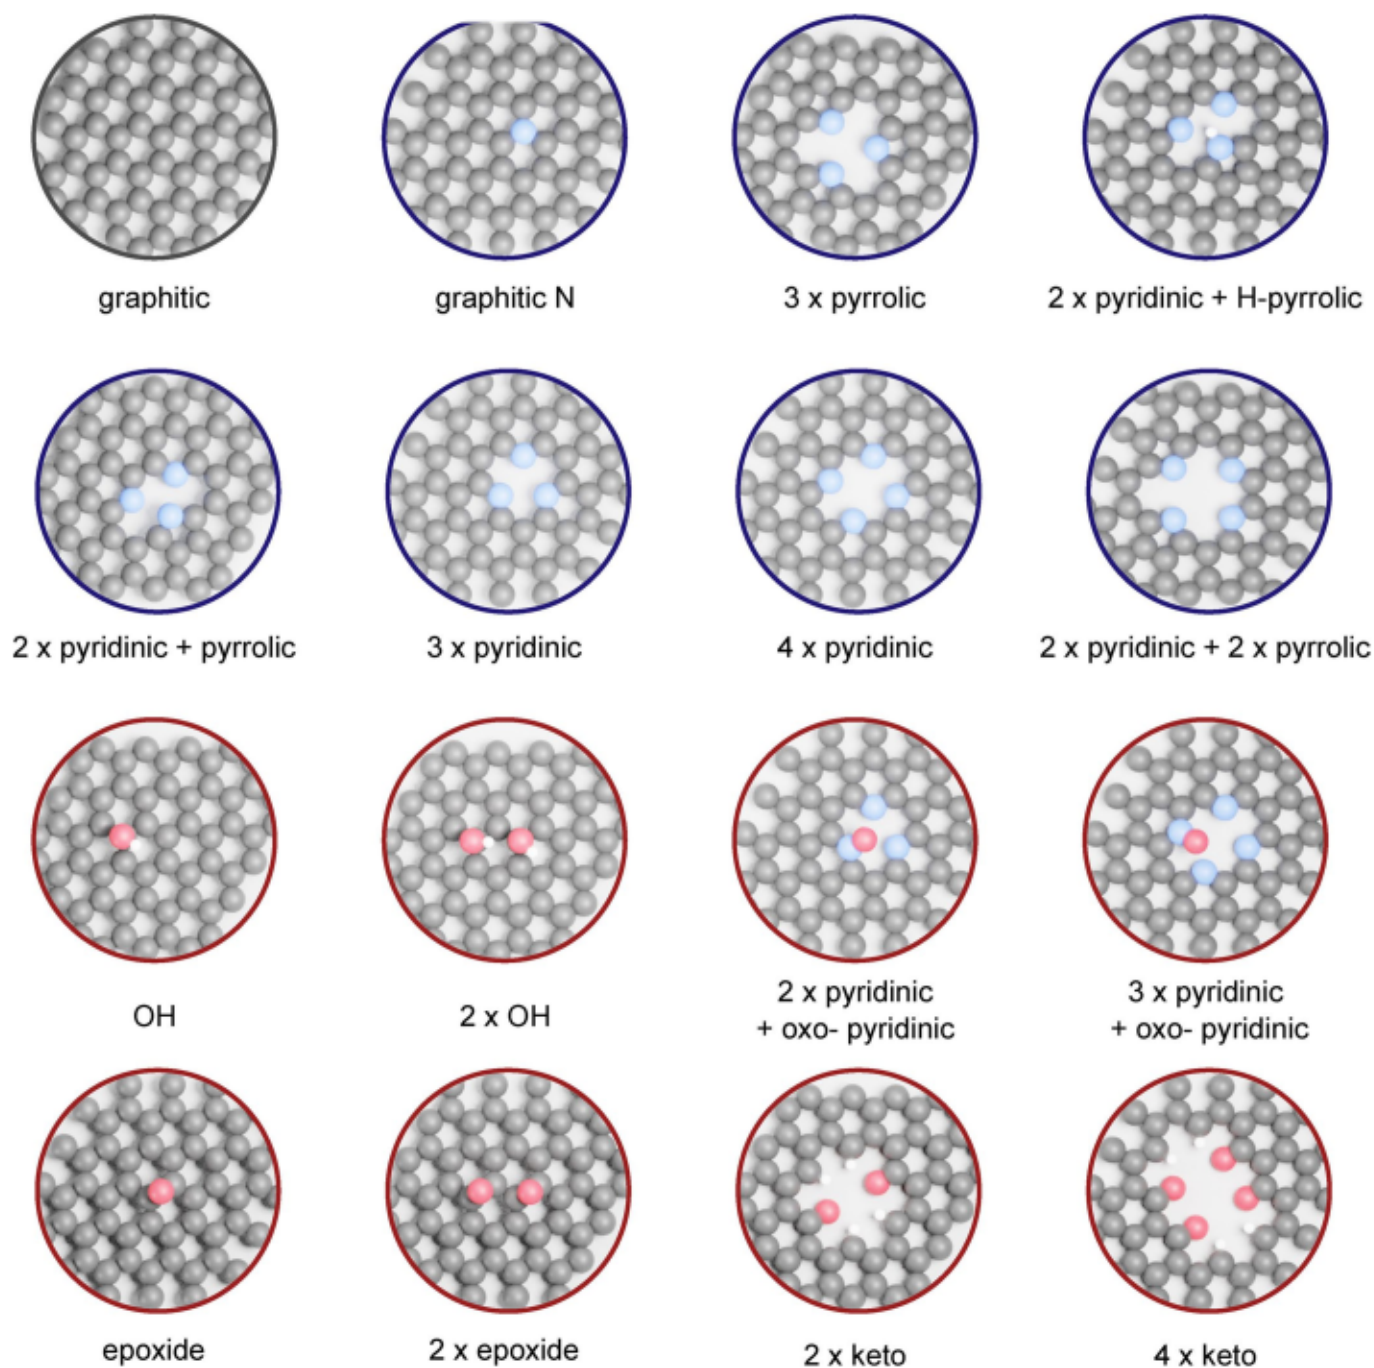 graphitic
graphitic N
3 x pyrrolic
2 x pyridinic + H-pyrrolic
2 x pyridinic + pyrrolic
3 x pyridinic
4 x pyridinic
2 x pyridinic + 2 x pyrrolic
OH
2 x OH
2 x pyridinic
+ oxo- pyridinic
3 x pyridinic
+ oxo- pyridinic
epoxide
2 x epoxide
2 x keto
4 x keto